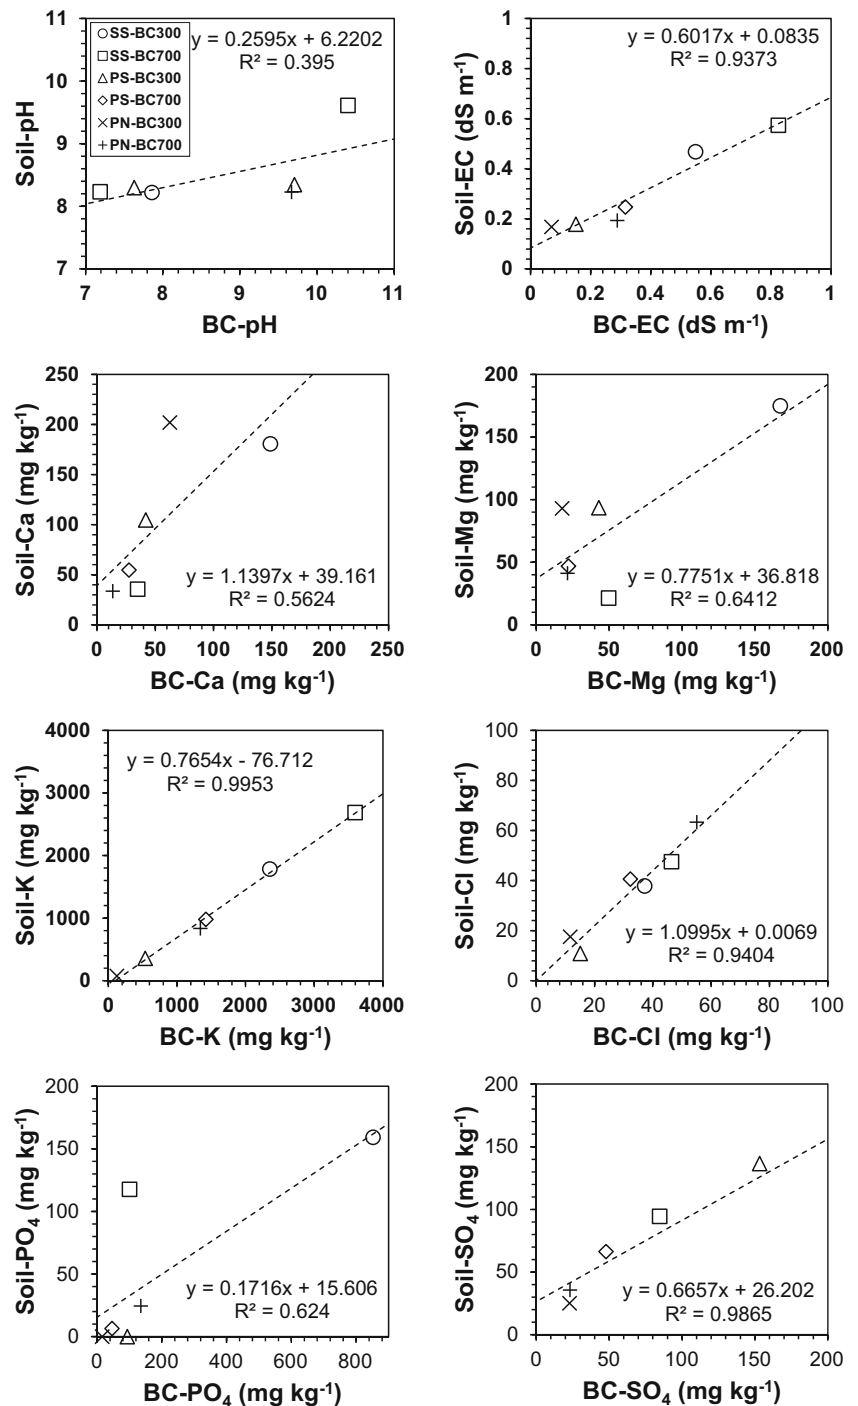 11
10
9
8
7
Soil-pH
SS-BC300
SS-BC700
PS-BC300
PS-BC700
PN-BC300
PN-BC700
y = 0.2595x + 6.2202
R² = 0.395
7 8 9 10 11
BC-pH
1
0.8
0.6
0.4
0.2
0
Soil-EC (dS m⁻¹)
y = 0.6017x + 0.0835
R² = 0.9373
0 0.2 0.4 0.6 0.8 1
BC-EC (dS m⁻¹)
250
200
150
100
50
0
Soil-Ca (mg kg⁻¹)
y = 1.1397x + 39.161
R² = 0.5624
0 50 100 150 200 250
BC-Ca (mg kg⁻¹)
200
150
100
50
0
Soil-Mg (mg kg⁻¹)
y = 0.7751x + 36.818
R² = 0.6412
0 50 100 150 200
BC-Mg (mg kg⁻¹)
4000
3000
2000
1000
0
Soil-K (mg kg⁻¹)
y = 0.7654x - 76.712
R² = 0.9953
0 1000 2000 3000 4000
BC-K (mg kg⁻¹)
100
80
60
40
20
0
Soil-Cl (mg kg⁻¹)
y = 1.0995x + 0.0069
R² = 0.9404
0 20 40 60 80 100
BC-Cl (mg kg⁻¹)
200
150
100
50
0
Soil-PO₄ (mg kg⁻¹)
y = 0.1716x + 15.606
R² = 0.624
0 200 400 600 800
BC-PO₄ (mg kg⁻¹)
200
150
100
50
0
Soil-SO₄ (mg kg⁻¹)
y = 0.6657x + 26.202
R² = 0.9865
0 50 100 150 200
BC-SO₄ (mg kg⁻¹)